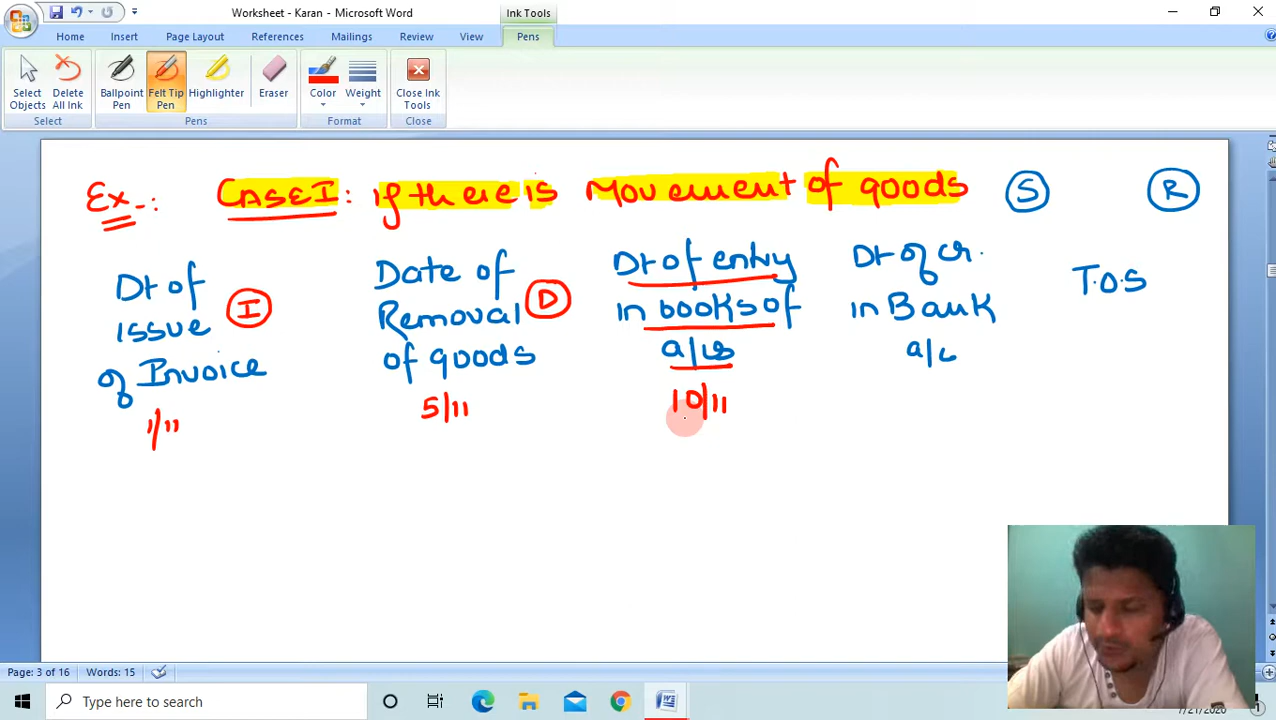 Worksheet - Karan - Microsoft Word
Ink Tools
Home Insert Page Layout References Mailings Review View Pens
Select Objects
Delete All Ink
Ballpoint Pen
Felt Tip Pen
Highlighter
Eraser
Color
Weight
Close Ink Tools
Select Pens Format Close
Ex-: CASE I : if there is Movement of goods S R
Dt of issue of Invoice
I
1/11
Date of Removal of goods
D
5/11
Dt of entry in books of a/cs
10/11
Dt of cr. in Bank a/c
T.O.S
Page: 3 of 16 Words: 15
Type here to search